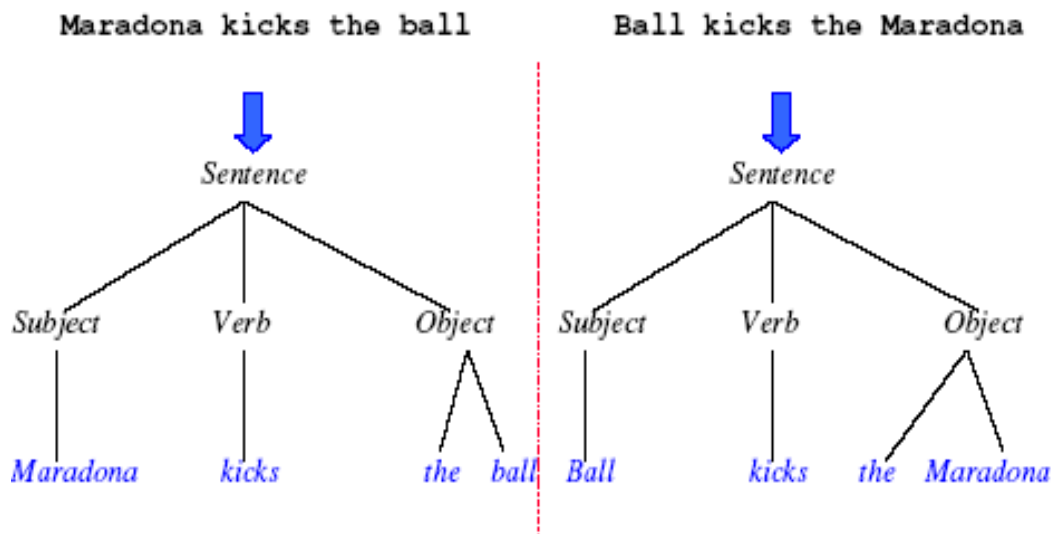 Maradona kicks the ball
Sentence
Subject Verb Object
Maradona kicks the ball
Ball kicks the Maradona
Sentence
Subject Verb Object
Ball kicks the Maradona